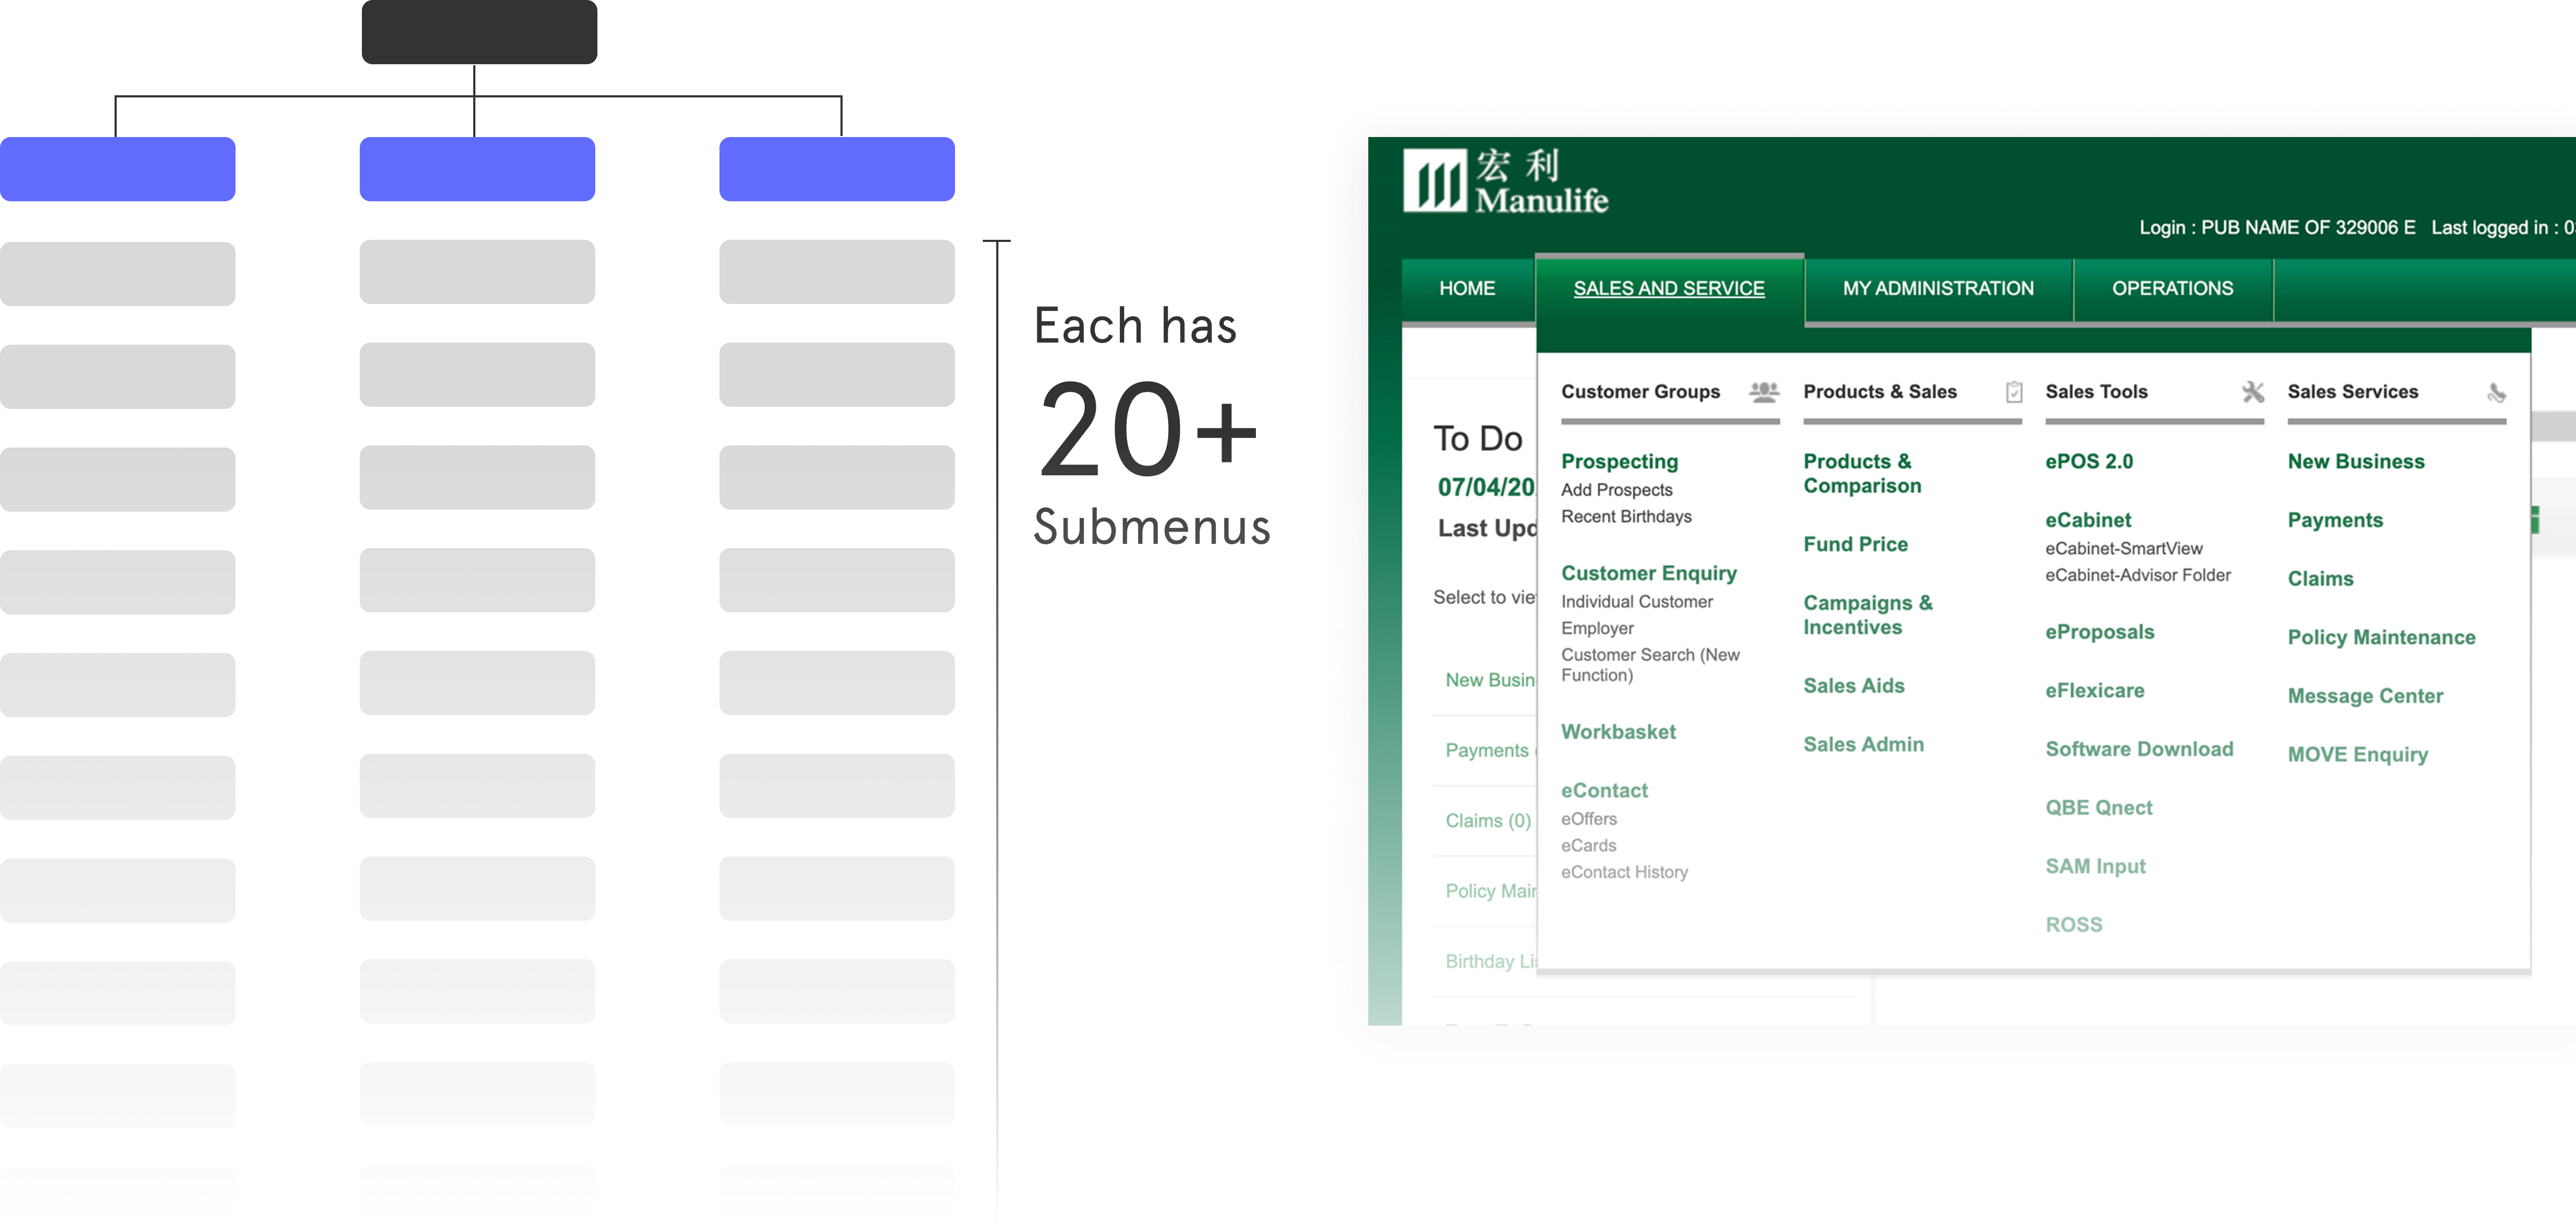 Each has
20+
Submenus
宏利
Manulife
Login : PUB NAME OF 329006 E Last logged in : 0
HOME
SALES AND SERVICE
MY ADMINISTRATION
OPERATIONS
To Do
07/04/20
Last Upd
Select to vie
New Busin
Payments
Claims (0)
Policy Mair
Birthday Li
Customer Groups
Prospecting
Add Prospects
Recent Birthdays
Customer Enquiry
Individual Customer
Employer
Customer Search (New
Function)
Workbasket
eContact
eOffers
eCards
eContact History
Products & Sales
Products &
Comparison
Fund Price
Campaigns &
Incentives
Sales Aids
Sales Admin
Sales Tools
ePOS 2.0
eCabinet
eCabinet-SmartView
eCabinet-Advisor Folder
eProposals
eFlexicare
Software Download
QBE Qnect
SAM Input
ROSS
Sales Services
New Business
Payments
Claims
Policy Maintenance
Message Center
MOVE Enquiry